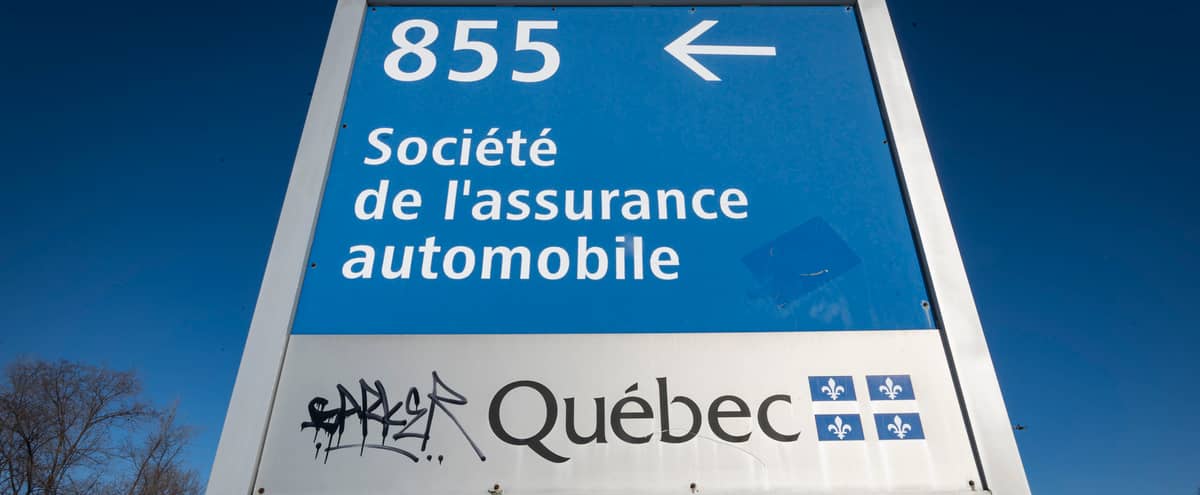 855 ←
Société
de l'assurance
automobile
Québec